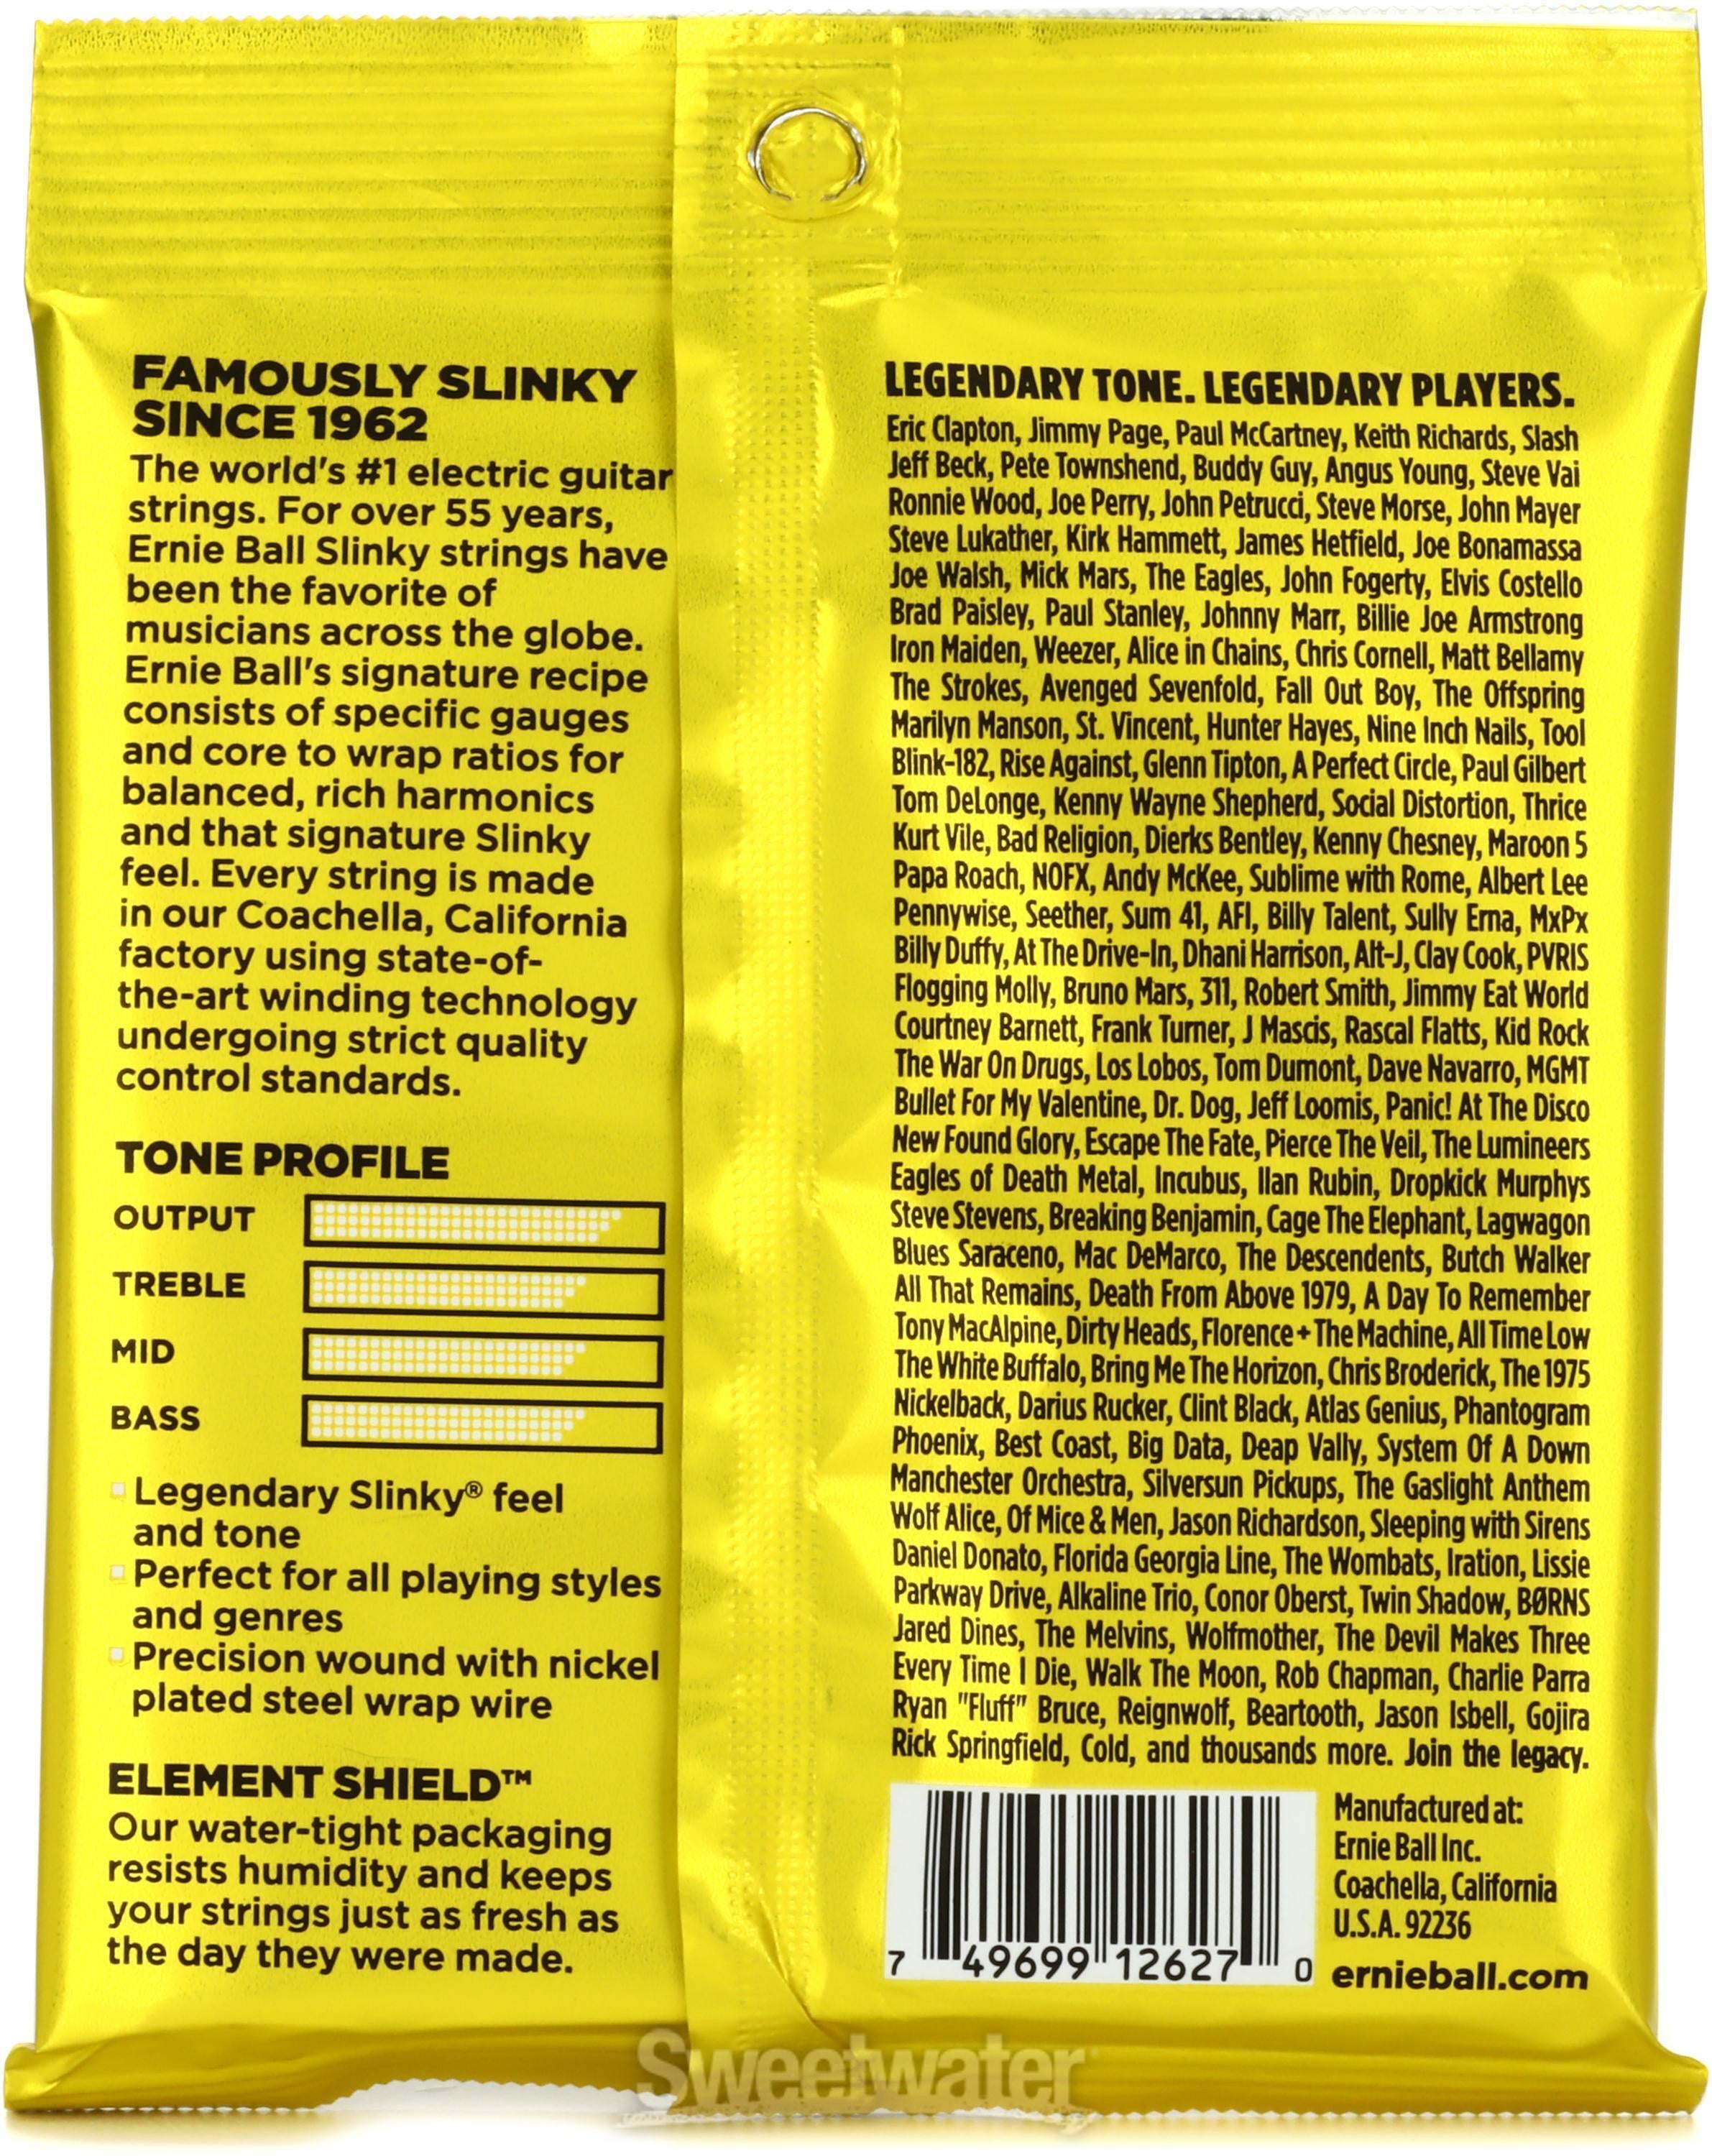 FAMOUSLY SLINKY
SINCE 1962
The world's #1 electric guitar
strings. For over 55 years,
Ernie Ball Slinky strings have
been the favorite of
musicians across the globe.
Ernie Ball's signature recipe
consists of specific gauges
and core to wrap ratios for
balanced, rich harmonics
and that signature Slinky
feel. Every string is made
in our Coachella, California
factory using state-of-
the-art winding technology
undergoing strict quality
control standards.
TONE PROFILE
OUTPUT
TREBLE
MID
BASS
Legendary Slinky® feel
and tone
Perfect for all playing styles
and genres
Precision wound with nickel
plated steel wrap wire
ELEMENT SHIELD™
Our water-tight packaging
resists humidity and keeps
your strings just as fresh as
the day they were made.
LEGENDARY TONE. LEGENDARY PLAYERS.
Eric Clapton, Jimmy Page, Paul McCartney, Keith Richards, Slash
Jeff Beck, Pete Townshend, Buddy Guy, Angus Young, Steve Vai
Ronnie Wood, Joe Perry, John Petrucci, Steve Morse, John Mayer
Steve Lukather, Kirk Hammett, James Hetfield, Joe Bonamassa
Joe Walsh, Mick Mars, The Eagles, John Fogerty, Elvis Costello
Brad Paisley, Paul Stanley, Johnny Marr, Billie Joe Armstrong
Iron Maiden, Weezer, Alice in Chains, Chris Cornell, Matt Bellamy
The Strokes, Avenged Sevenfold, Fall Out Boy, The Offspring
Marilyn Manson, St. Vincent, Hunter Hayes, Nine Inch Nails, Tool
Blink-182, Rise Against, Glenn Tipton, A Perfect Circle, Paul Gilbert
Tom DeLonge, Kenny Wayne Shepherd, Social Distortion, Thrice
Kurt Vile, Bad Religion, Dierks Bentley, Kenny Chesney, Maroon 5
Papa Roach, NOFX, Andy McKee, Sublime with Rome, Albert Lee
Pennywise, Seether, Sum 41, AFI, Billy Talent, Sully Erna, MxPx
Billy Duffy, At The Drive-In, Dhani Harrison, Alt-J, Clay Cook, PVRIS
Flogging Molly, Bruno Mars, 311, Robert Smith, Jimmy Eat World
Courtney Barnett, Frank Turner, J Mascis, Rascal Flatts, Kid Rock
The War On Drugs, Los Lobos, Tom Dumont, Dave Navarro, MGMT
Bullet For My Valentine, Dr. Dog, Jeff Loomis, Panic! At The Disco
New Found Glory, Escape The Fate, Pierce The Veil, The Lumineers
Eagles of Death Metal, Incubus, Ilan Rubin, Dropkick Murphys
Steve Stevens, Breaking Benjamin, Cage The Elephant, Lagwagon
Blues Saraceno, Mac DeMarco, The Descendents, Butch Walker
All That Remains, Death From Above 1979, A Day To Remember
Tony MacAlpine, Dirty Heads, Florence + The Machine, All Time Low
The White Buffalo, Bring Me The Horizon, Chris Broderick, The 1975
Nickelback, Darius Rucker, Clint Black, Atlas Genius, Phantogram
Phoenix, Best Coast, Big Data, Deap Vally, System Of A Down
Manchester Orchestra, Silversun Pickups, The Gaslight Anthem
Wolf Alice, Of Mice & Men, Jason Richardson, Sleeping with Sirens
Daniel Donato, Florida Georgia Line, The Wombats, Iration, Lissie
Parkway Drive, Alkaline Trio, Conor Oberst, Twin Shadow, BØRNS
Jared Dines, The Melvins, Wolfmother, The Devil Makes Three
Every Time I Die, Walk The Moon, Rob Chapman, Charlie Parra
Ryan "Fluff" Bruce, Reignwolf, Beartooth, Jason Isbell, Gojira
Rick Springfield, Cold, and thousands more. Join the legacy.
7 49699 12627 0
Manufactured at:
Ernie Ball Inc.
Coachella, California
U.S.A. 92236
ernieball.com
Sweetwater